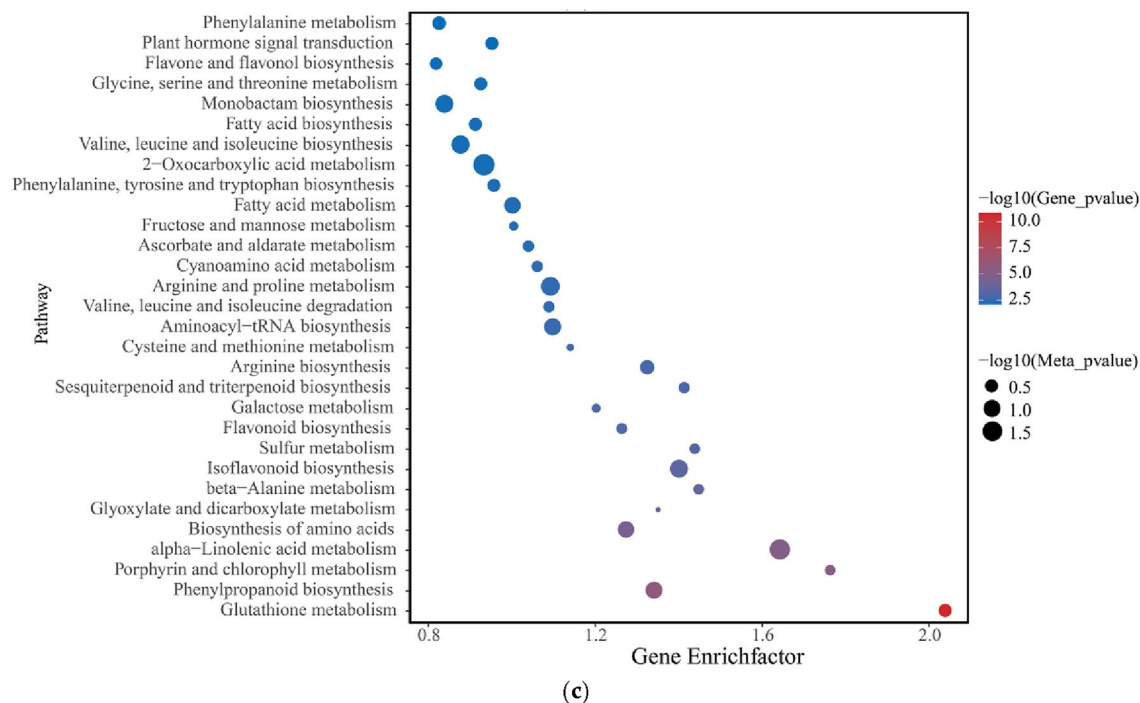 Phenylalanine metabolism
Plant hormone signal transduction
Flavone and flavonol biosynthesis
Glycine, serine and threonine metabolism
Monobactam biosynthesis
Fatty acid biosynthesis
Valine, leucine and isoleucine biosynthesis
2−Oxocarboxylic acid metabolism
Phenylalanine, tyrosine and tryptophan biosynthesis
Fatty acid metabolism
Fructose and mannose metabolism
Ascorbate and aldarate metabolism
Cyanoamino acid metabolism
Arginine and proline metabolism
Valine, leucine and isoleucine degradation
Aminoacyl−tRNA biosynthesis
Cysteine and methionine metabolism
Arginine biosynthesis
Sesquiterpenoid and triterpenoid biosynthesis
Galactose metabolism
Flavonoid biosynthesis
Sulfur metabolism
Isoflavonoid biosynthesis
beta−Alanine metabolism
Glyoxylate and dicarboxylate metabolism
Biosynthesis of amino acids
alpha−Linolenic acid metabolism
Porphyrin and chlorophyll metabolism
Phenylpropanoid biosynthesis
Glutathione metabolism
Pathway
0.8 1.2 1.6 2.0
Gene Enrichfactor
−log10(Gene_pvalue)
10.0
7.5
5.0
2.5
−log10(Meta_pvalue)
0.5
1.0
1.5
(c)